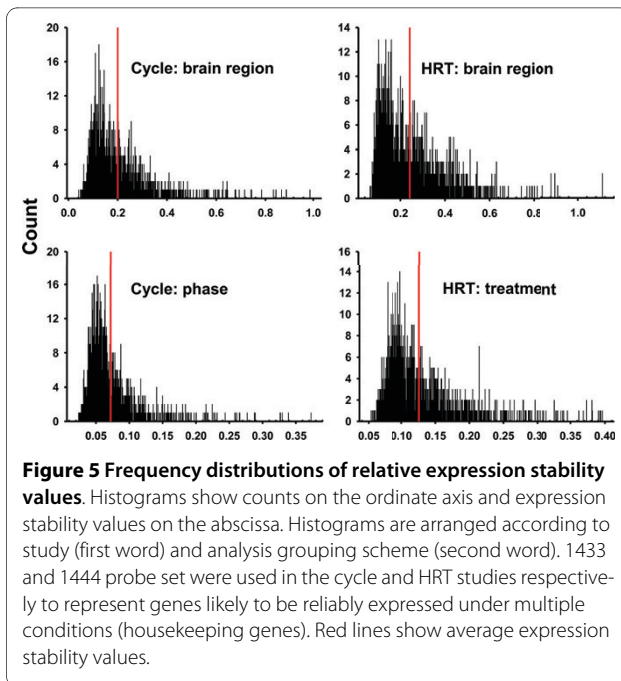 20
16
12
8
4
0
0.0 0.2 0.4 0.6 0.8 1.0
Cycle: brain region
14
12
10
8
6
4
2
0
0.2 0.4 0.6 0.8 1.0
HRT: brain region
Count
20
16
12
8
4
0
0.05 0.10 0.15 0.20 0.25 0.30 0.35
Cycle: phase
16
14
12
10
8
6
4
2
0
0.05 0.10 0.15 0.20 0.25 0.30 0.35 0.40
HRT: treatment
Figure 5 Frequency distributions of relative expression stability
values. Histograms show counts on the ordinate axis and expression
stability values on the abscissa. Histograms are arranged according to
study (first word) and analysis grouping scheme (second word). 1433
and 1444 probe set were used in the cycle and HRT studies respective-
ly to represent genes likely to be reliably expressed under multiple
conditions (housekeeping genes). Red lines show average expression
stability values.